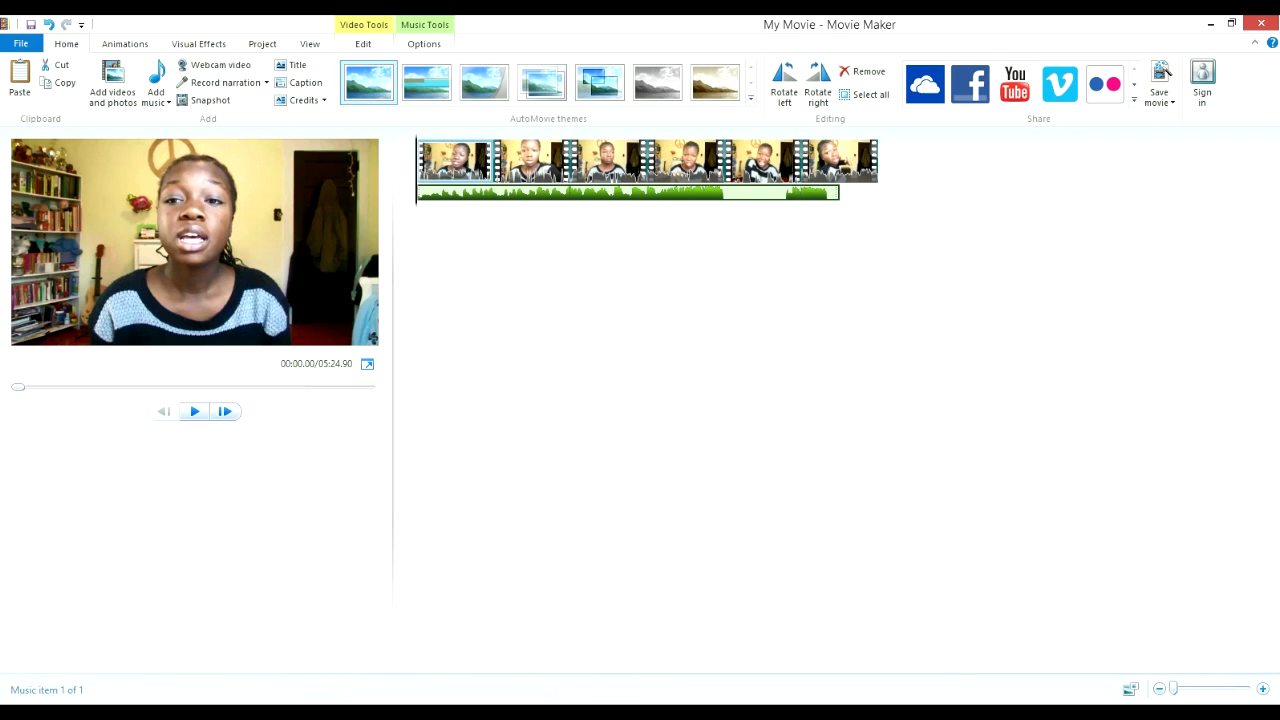 Video Tools
Music Tools
My Movie - Movie Maker
File
Home
Animations
Visual Effects
Project
View
Edit
Options
Paste
Cut
Copy
Clipboard
Add videos
and photos
Add
music
Webcam video
Record narration
Snapshot
Title
Caption
Credits
Add
AutoMovie themes
Rotate
left
Rotate
right
Remove
Select all
Editing
You
Tube
Share
Save
movie
Sign
in
00:00.00/05:24.90
Music item 1 of 1